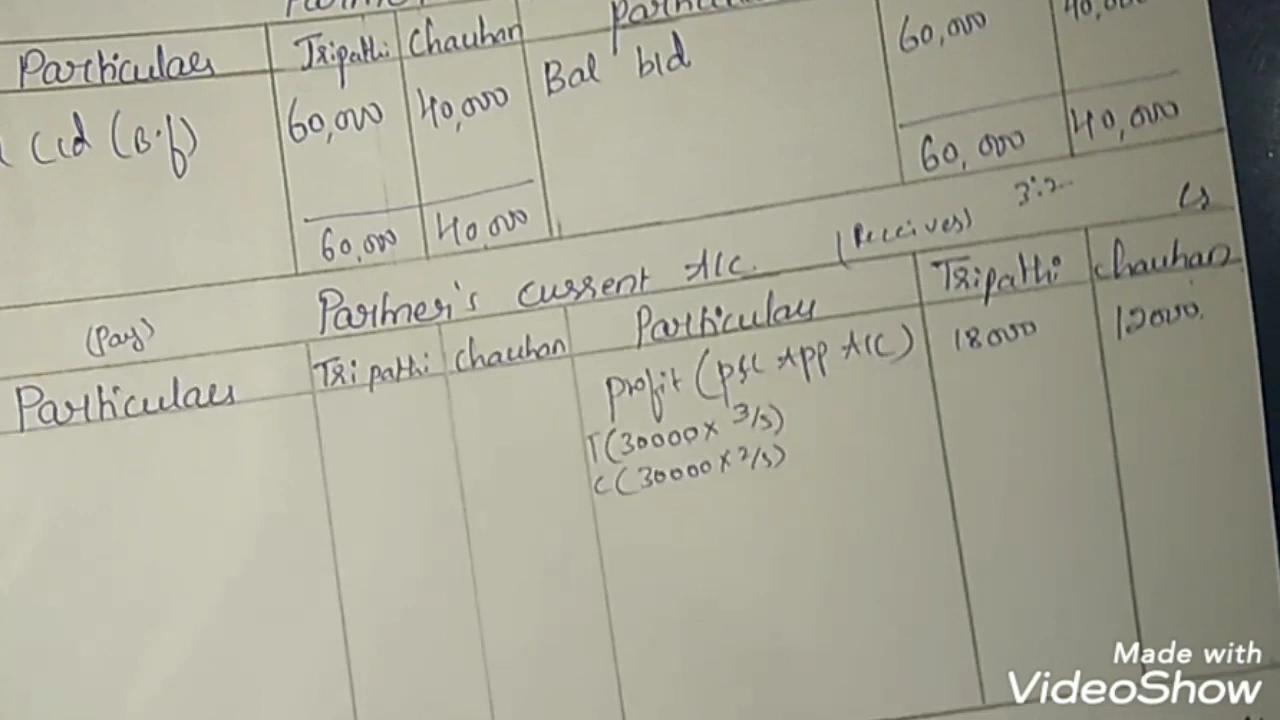 Particulars Tripathi Chauhan
60,000
Bal b/d
c/d (B.f) 60,000 40,000
60,000 40,000
60,000 40,000
3:2
Partner's current A/c. (Receives)
(Pay)
Particulars Tripathi Chauhan Particulars Tripathi Chauhan
Profit (P&L App A/C) 18000 12000
T(30000 x 3/5)
C(30000 x 2/5)
Made with
VideoShow